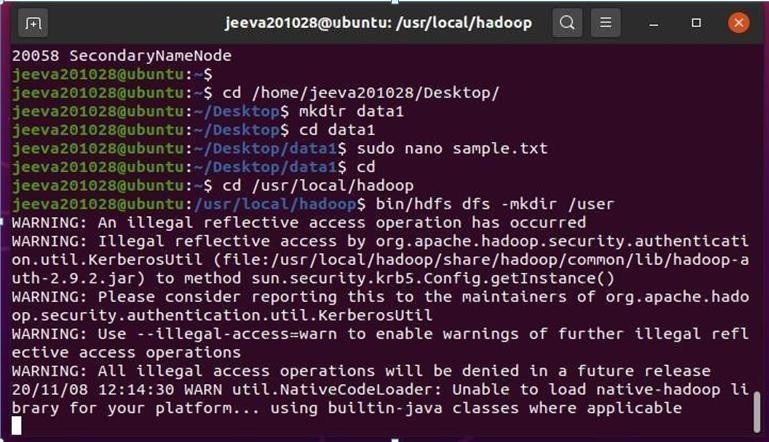 jeeva201028@ubuntu: /usr/local/hadoop
20058 SecondaryNameNode
jeeva201028@ubuntu:~$
jeeva201028@ubuntu:~$ cd /home/jeeva201028/Desktop/
jeeva201028@ubuntu:~/Desktop$ mkdir data1
jeeva201028@ubuntu:~/Desktop$ cd data1
jeeva201028@ubuntu:~/Desktop/data1$ sudo nano sample.txt
jeeva201028@ubuntu:~/Desktop/data1$ cd
jeeva201028@ubuntu:~$ cd /usr/local/hadoop
jeeva201028@ubuntu:/usr/local/hadoop$ bin/hdfs dfs -mkdir /user
WARNING: An illegal reflective access operation has occurred
WARNING: Illegal reflective access by org.apache.hadoop.security.authenticati
on.util.KerberosUtil (file:/usr/local/hadoop/share/hadoop/common/lib/hadoop-a
uth-2.9.2.jar) to method sun.security.krb5.Config.getInstance()
WARNING: Please consider reporting this to the maintainers of org.apache.hado
op.security.authentication.util.KerberosUtil
WARNING: Use --illegal-access=warn to enable warnings of further illegal refl
ective access operations
WARNING: All illegal access operations will be denied in a future release
20/11/08 12:14:30 WARN util.NativeCodeLoader: Unable to load native-hadoop li
brary for your platform... using builtin-java classes where applicable